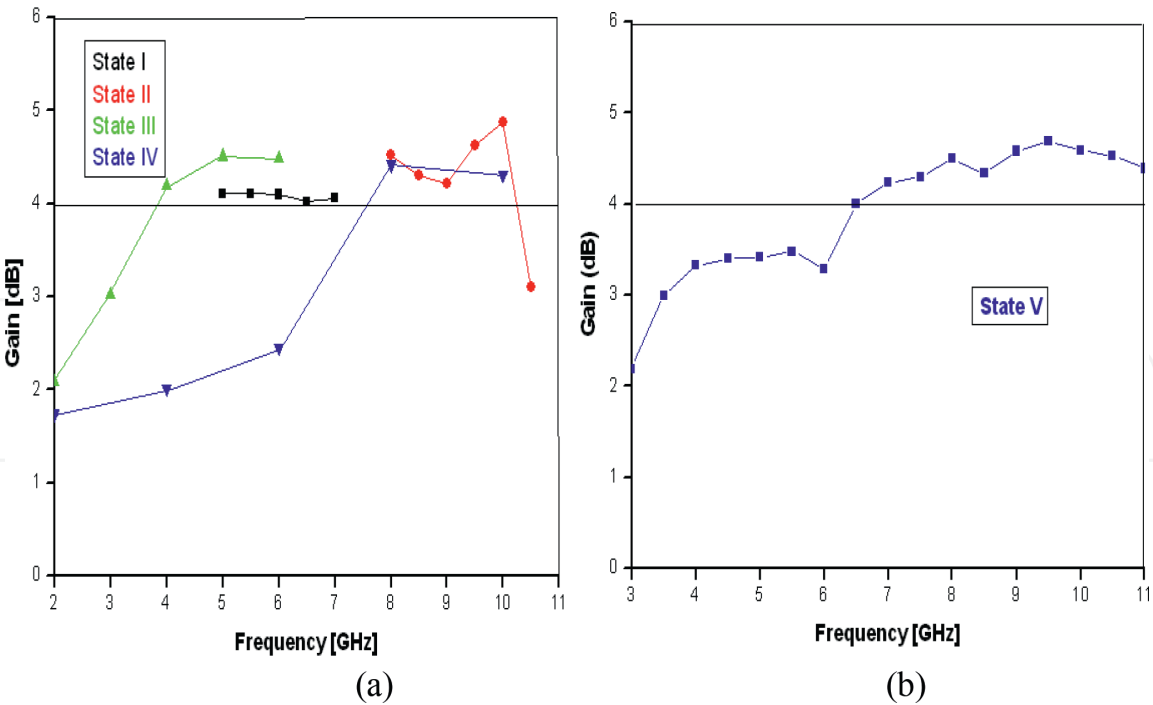 6
5
4
3
2
1
0
Gain [dB]
State I
State II
State III
State IV
2 3 4 5 6 7 8 9 10 11
Frequency [GHz]
(a)
6
5
4
3
2
1
0
Gain (dB)
State V
3 4 5 6 7 8 9 10 11
Frequency [GHz]
(b)